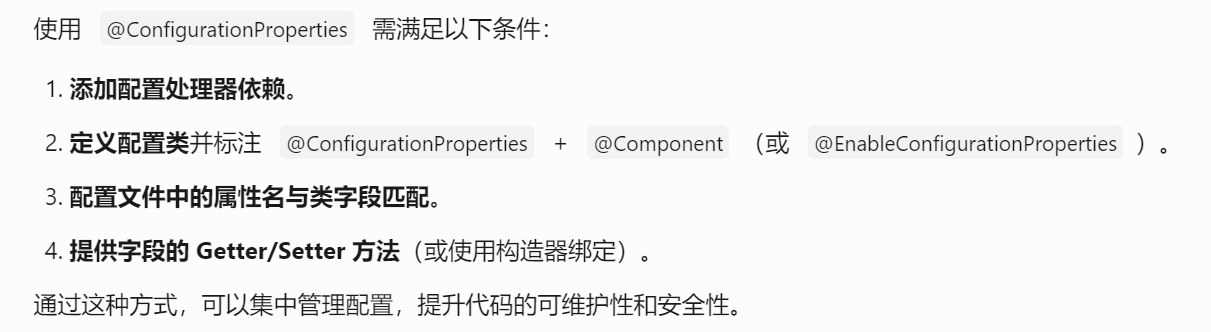 使用 @ConfigurationProperties 需满足以下条件：
1. 添加配置处理器依赖。
2. 定义配置类并标注 @ConfigurationProperties + @Component （或 @EnableConfigurationProperties ）。
3. 配置文件中的属性名与类字段匹配。
4. 提供字段的 Getter/Setter 方法（或使用构造器绑定）。
通过这种方式，可以集中管理配置，提升代码的可维护性和安全性。